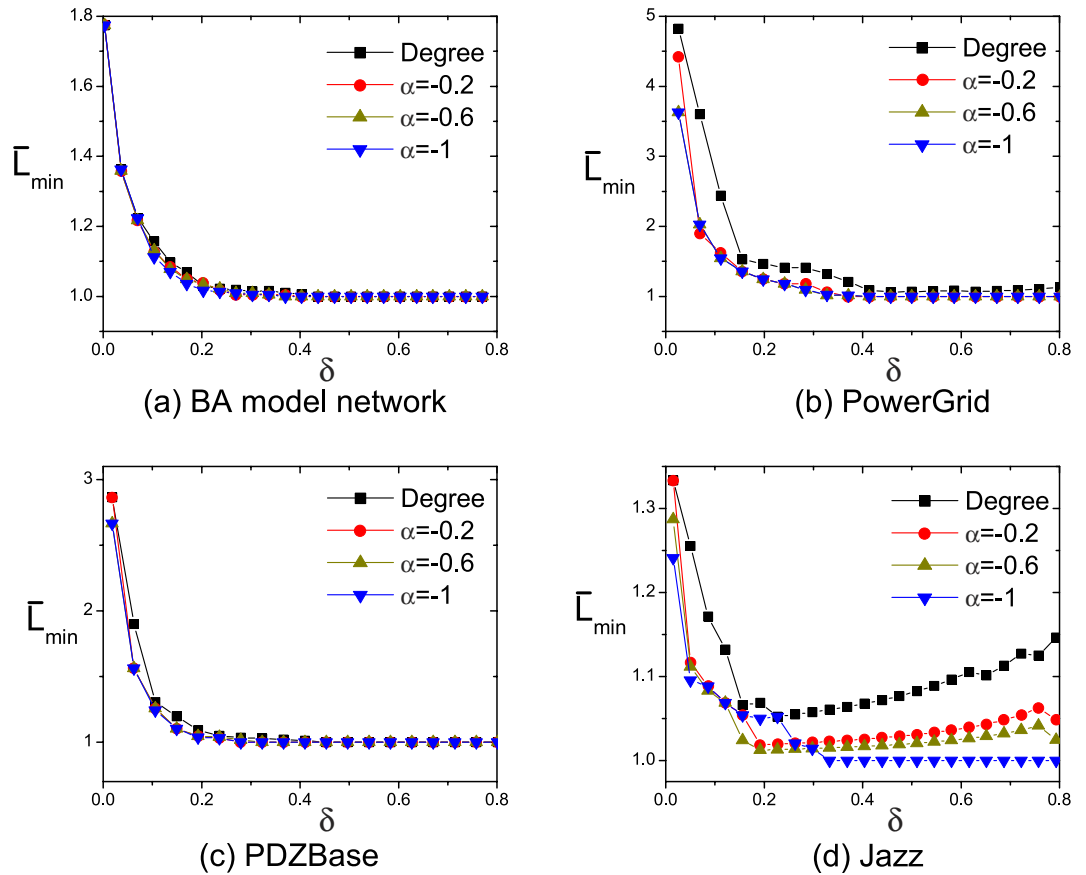 1.8
1.6
1.4
1.2
1.0
L̅min
Degree
α=-0.2
α=-0.6
α=-1
0.0 0.2 0.4 0.6 0.8
δ
(a) BA model network
5
4
3
2
1
L̅min
Degree
α=-0.2
α=-0.6
α=-1
0.0 0.2 0.4 0.6 0.8
δ
(b) PowerGrid
3
2
1
L̅min
Degree
α=-0.2
α=-0.6
α=-1
0.0 0.2 0.4 0.6 0.8
δ
(c) PDZBase
1.3
1.2
1.1
1.0
L̅min
Degree
α=-0.2
α=-0.6
α=-1
0.0 0.2 0.4 0.6 0.8
δ
(d) Jazz